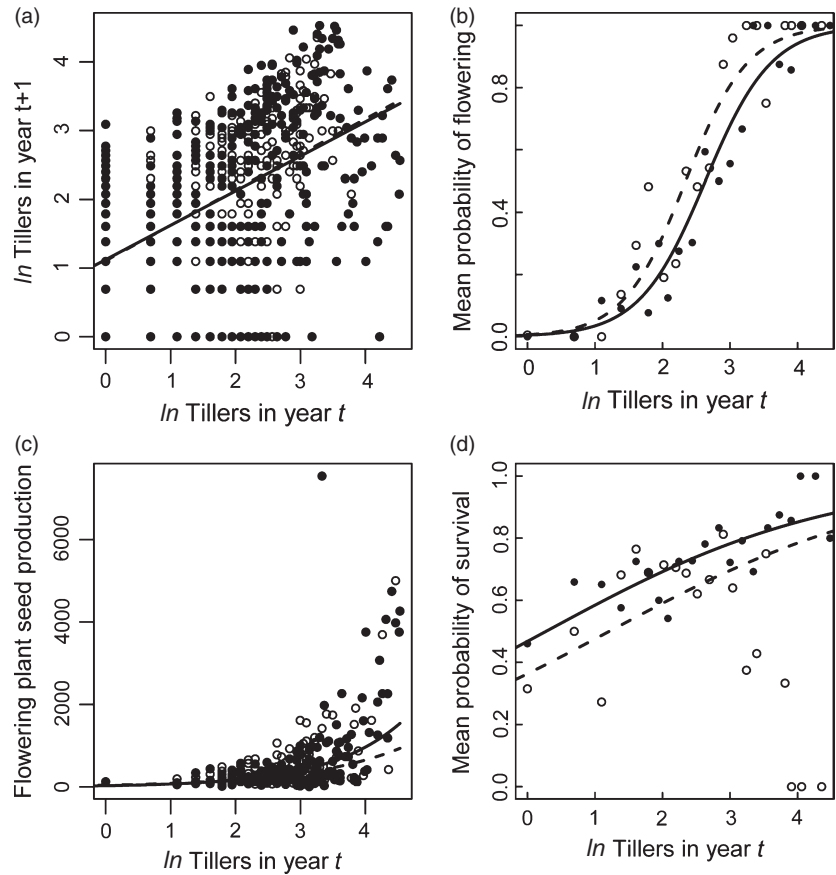 (a)
ln Tillers in year t+1
4
3
2
1
0
0 1 2 3 4
ln Tillers in year t
(b)
Mean probability of flowering
0.8
0.4
0.0
0 1 2 3 4
ln Tillers in year t
(c)
Flowering plant seed production
6000
4000
2000
0
0 1 2 3 4
ln Tillers in year t
(d)
Mean probability of survival
1.0
0.8
0.6
0.4
0.2
0.0
0 1 2 3 4
ln Tillers in year t